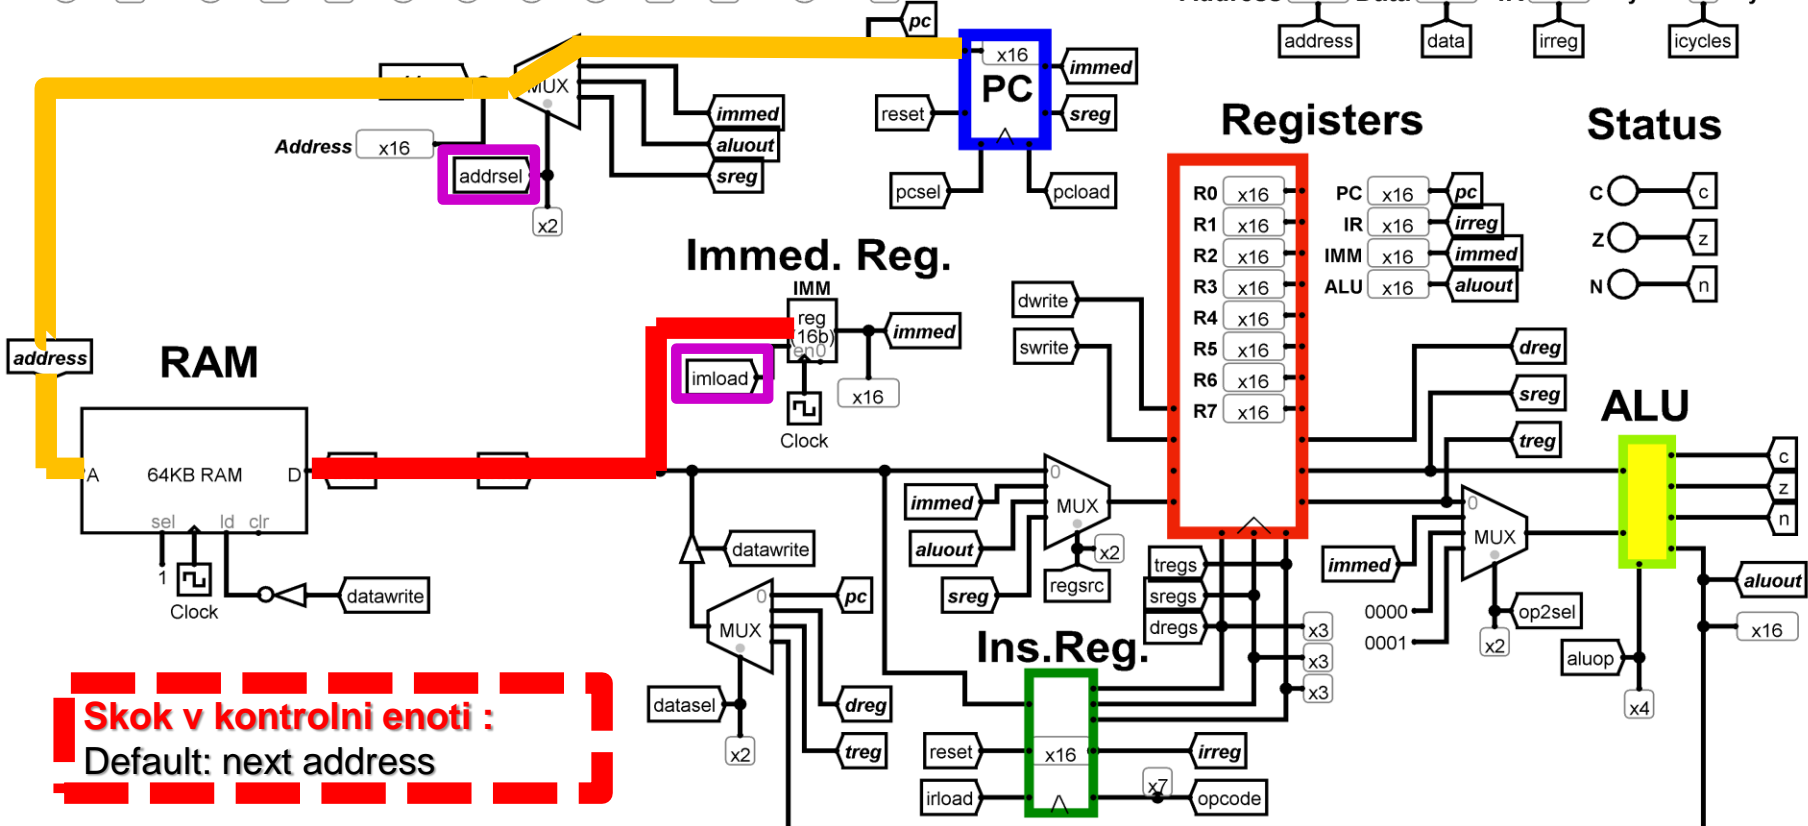 pc
address
data
irreg
icycles
MUX
x16
PC
immed
sreg
reset
immed
aluout
sreg
Address
x16
addrsel
x2
pcsel
pcload
Registers
Status
R0 x16
R1 x16
R2 x16
R3 x16
R4 x16
R5 x16
R6 x16
R7 x16
PC x16 pc
IR x16 irreg
IMM x16 immed
ALU x16 aluout
C c
Z z
N n
Immed. Reg.
IMM
reg
(16b)
en0
immed
imload
x16
Clock
dwrite
swrite
dreg
sreg
treg
address
RAM
A
64KB RAM
D
sel
ld
clr
1
Clock
datawrite
datawrite
0
MUX
pc
dreg
treg
datasel
x2
0
MUX
immed
aluout
sreg
x2
regsrc
tregs
sregs
dregs
x3
x3
x3
ALU
c
z
n
0
MUX
immed
0000
0001
op2sel
x2
aluop
x4
aluout
x16
Ins.Reg.
reset
x16
irreg
irload
x7
opcode
Skok v kontrolni enoti :
Default: next address